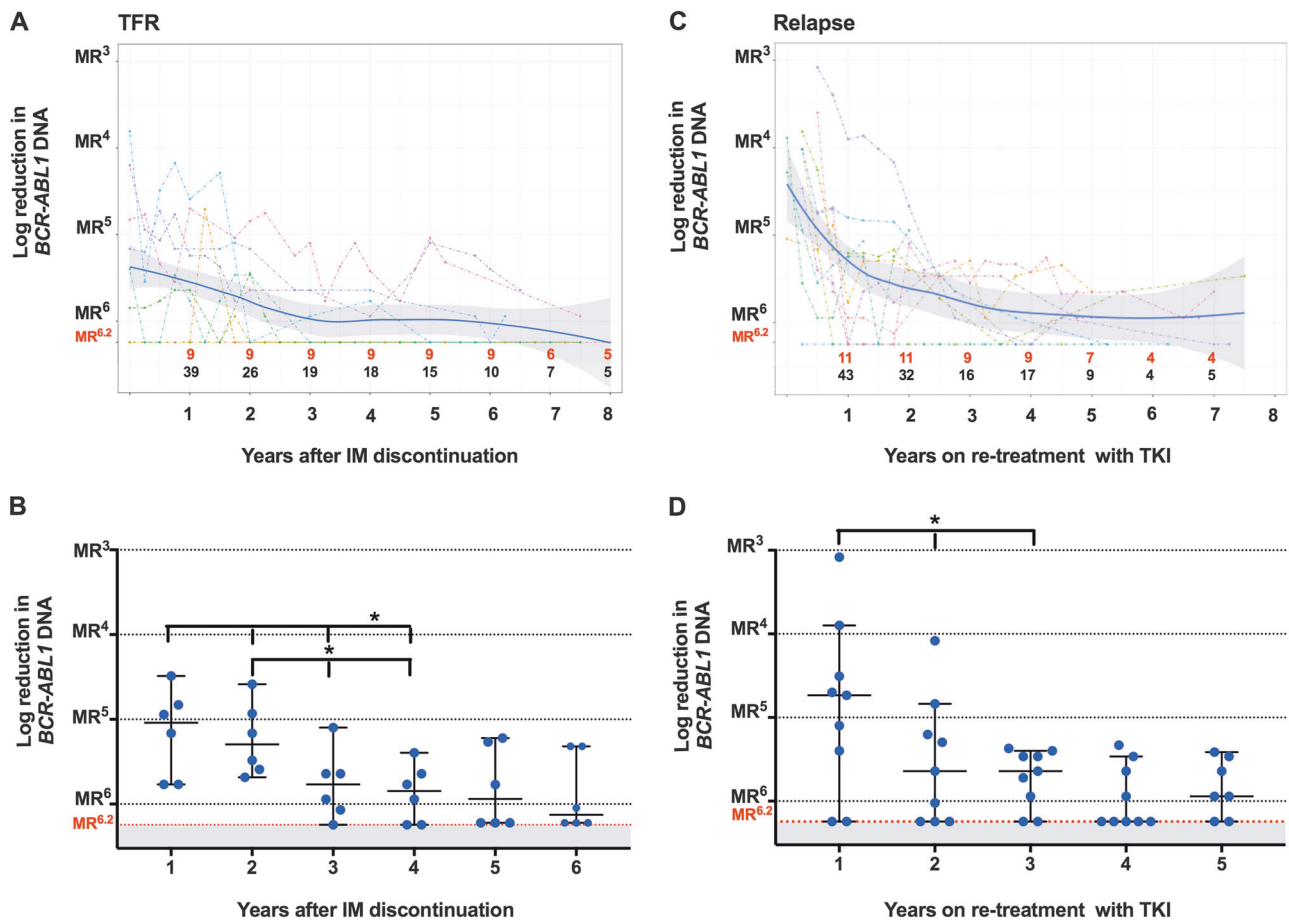 A
TFR
Log reduction in
BCR-ABL1 DNA
MR3
MR4
MR5
MR6
MR6.2
9 9 9 9 9 9 6 5
39 26 19 18 15 10 7 5
1 2 3 4 5 6 7 8
Years after IM discontinuation
C
Relapse
Log reduction in
BCR-ABL1 DNA
MR3
MR4
MR5
MR6
MR6.2
11 11 9 9 7 4 4
43 32 16 17 9 4 5
1 2 3 4 5 6 7 8
Years on re-treatment with TKI
B
Log reduction in
BCR-ABL1 DNA
MR3
MR4
MR5
MR6
MR6.2
*
*
1 2 3 4 5 6
Years after IM discontinuation
D
Log reduction in
BCR-ABL1 DNA
MR3
MR4
MR5
MR6
MR6.2
*
1 2 3 4 5
Years on re-treatment with TKI